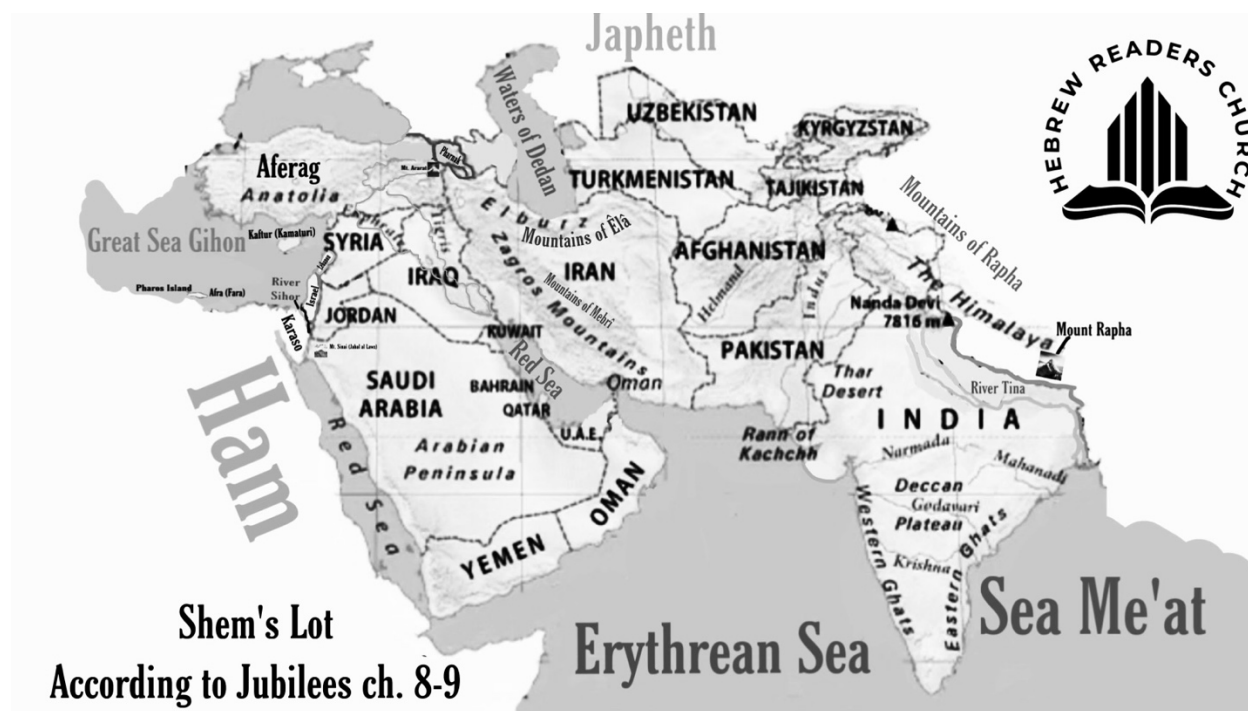 Japheth
HEBREW READERS CHURCH
Waters of Dedan
UZBEKISTAN
KYRGYZSTAN
Aferag
Anatolia
Mt. Ararat
TURKMENISTAN
TAJIKISTAN
Mountains of Rapha
Great Sea Gihon
Kaftur (Kamaturi)
Euphrates
Tigris
Elburz
Mountains of Êlâ
SYRIA
AFGHANISTAN
The Himalaya
IRAQ
Zagros Mountains
IRAN
Helmand
Indus
Pharos Island
Afra (Fara)
River
Sihor
Israel
Mountains of Mebrî
Nanda Devi
7816 m
Mount Rapha
Karaso
JORDAN
KUWAIT
PAKISTAN
Mt. Sinai (Jabal al Lawz)
Red Sea
Thar
Desert
River Tina
Ham
SAUDI
ARABIA
BAHRAIN
Oman
QATAR
INDIA
Red Sea
Arabian
Peninsula
U.A.E.
Rann of
Kachchh
Narmada
Mahanadi
OMAN
Deccan
Plateau
Godavari
YEMEN
Western Ghats
Krishna
Eastern Ghats
Sea Me'at
Shem's Lot
Erythrean Sea
According to Jubilees ch. 8-9